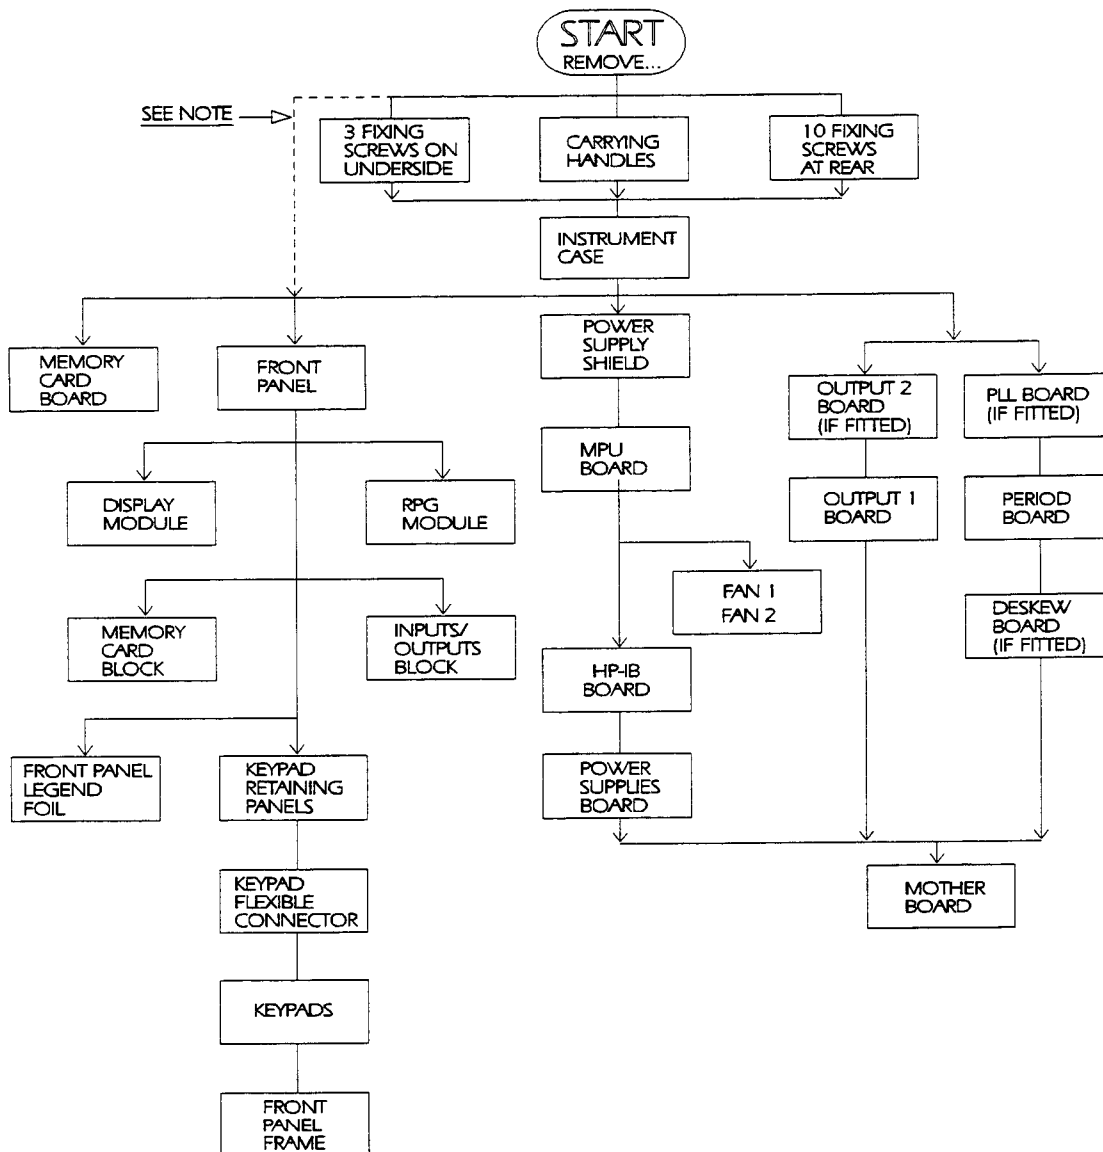 START
REMOVE...
SEE NOTE
3 FIXING
SCREWS ON
UNDERSIDE
CARRYING
HANDLES
10 FIXING
SCREWS
AT REAR
INSTRUMENT
CASE
MEMORY
CARD
BOARD
FRONT
PANEL
POWER
SUPPLY
SHIELD
OUTPUT 2
BOARD
(IF FITTED)
PLL BOARD
(IF FITTED)
DISPLAY
MODULE
RPG
MODULE
MPU
BOARD
OUTPUT 1
BOARD
PERIOD
BOARD
FAN 1
FAN 2
MEMORY
CARD
BLOCK
INPUTS/
OUTPUTS
BLOCK
HP-IB
BOARD
DESKEW
BOARD
(IF FITTED)
FRONT PANEL
LEGEND
FOIL
KEYPAD
RETAINING
PANELS
POWER
SUPPLIES
BOARD
MOTHER
BOARD
KEYPAD
FLEXIBLE
CONNECTOR
KEYPADS
FRONT
PANEL
FRAME